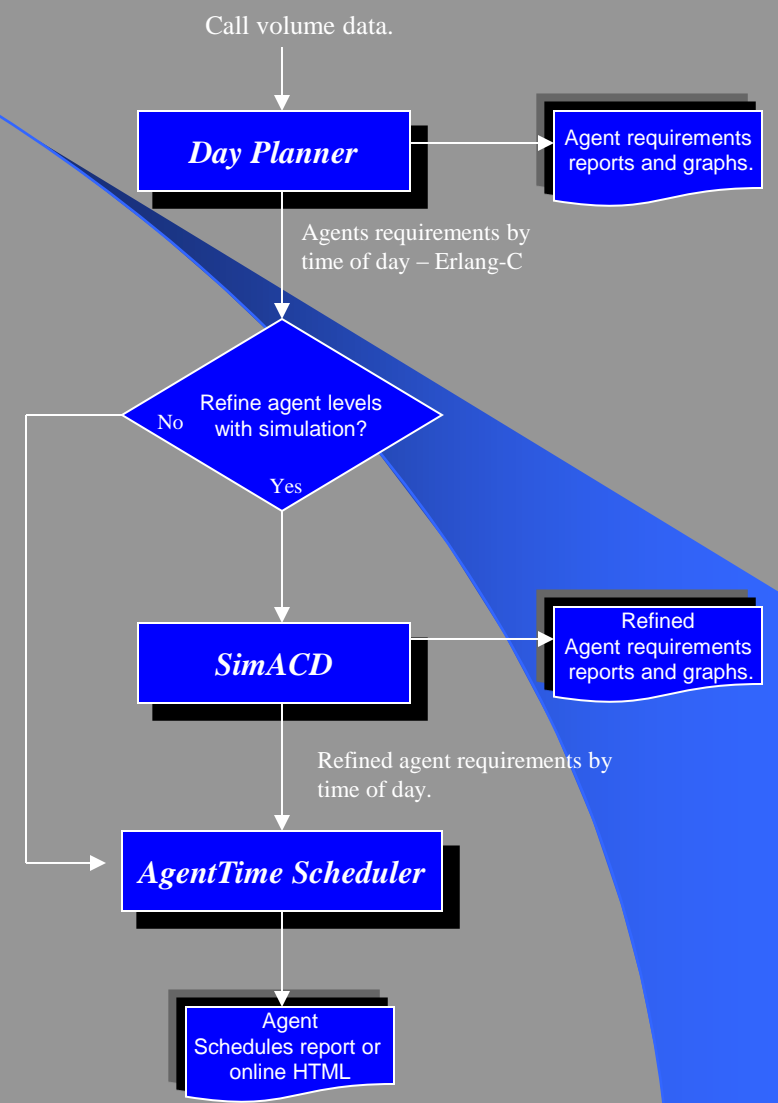 Call volume data.
Day Planner
Agent requirements
reports and graphs.
Agents requirements by
time of day – Erlang-C
Refine agent levels
with simulation?
No
Yes
SimACD
Refined
Agent requirements
reports and graphs.
Refined agent requirements by
time of day.
AgentTime Scheduler
Agent
Schedules report or
online HTML